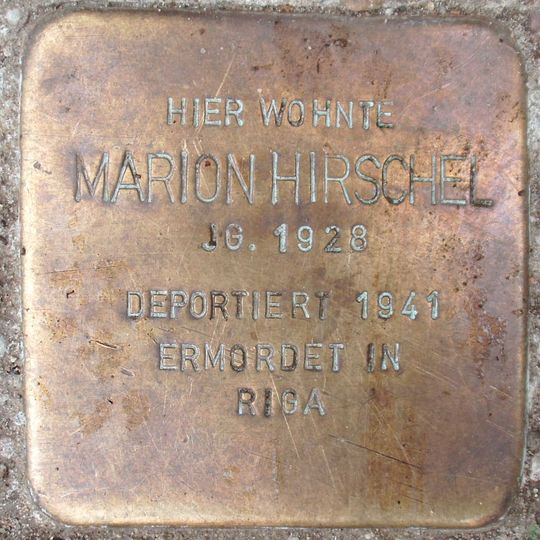 HIER WOHNTE
MARION HIRSCHEL
JG. 1928
DEPORTIERT 1941
ERMORDET IN
RIGA